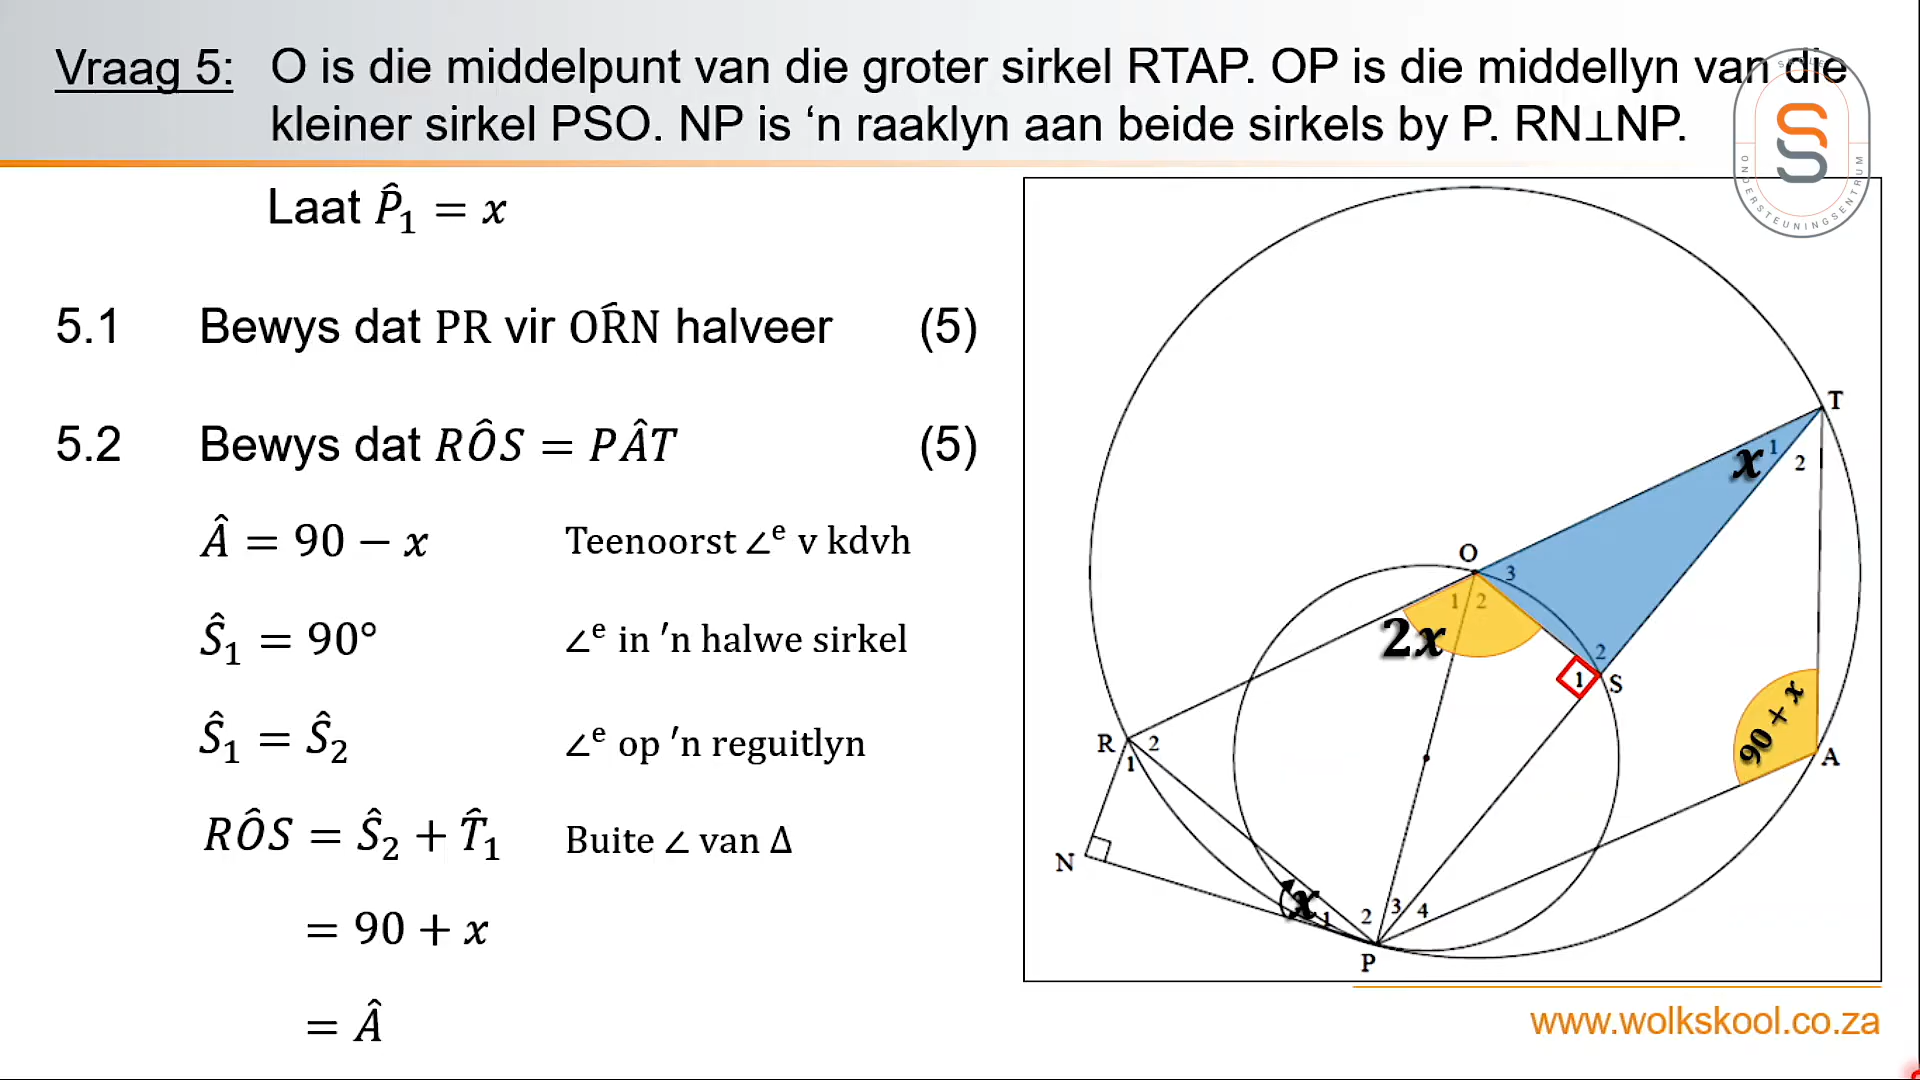 Vraag 5: O is die middelpunt van die groter sirkel RTAP. OP is die middellyn van die
kleiner sirkel PSO. NP is ‘n raaklyn aan beide sirkels by P. RN⊥NP.
Laat P̂₁ = x
5.1 Bewys dat PR vir OR̂N halveer (5)
5.2 Bewys dat RÔS = PÂT (5)
Â = 90 − x Teenoorst ∠ᵉ v kdvh
Ŝ₁ = 90° ∠ᵉ in ′n halwe sirkel
Ŝ₁ = Ŝ₂ ∠ᵉ op ′n reguitlyn
RÔS = Ŝ₂ + T̂₁ Buite ∠ van Δ
= 90 + x
= Â
T
x 1
2
O
3
1 2
2x
2
1 S
90 + x
R 2
1
A
N
x 1 2 3 4
P
ONDERSTEUNINGSENTRUM
www.wolkskool.co.za